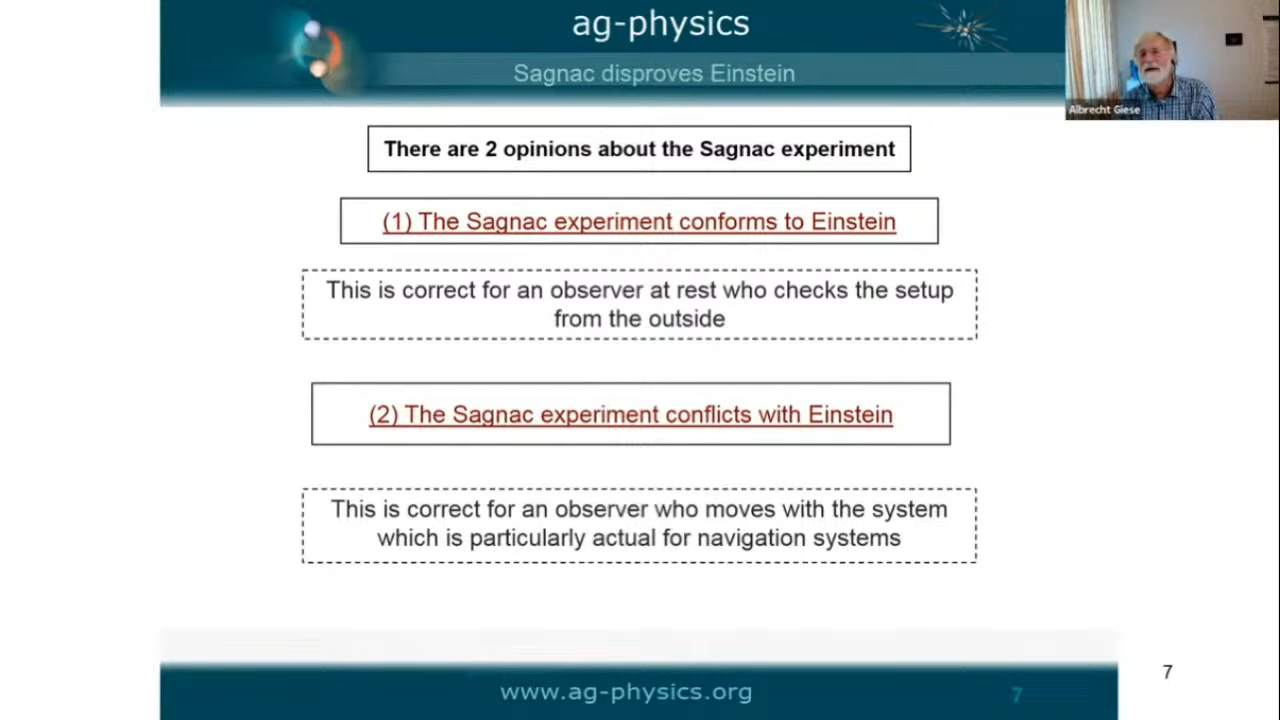 ag-physics
Sagnac disproves Einstein
Albrecht Giese
There are 2 opinions about the Sagnac experiment
(1) The Sagnac experiment conforms to Einstein
This is correct for an observer at rest who checks the setup
from the outside
(2) The Sagnac experiment conflicts with Einstein
This is correct for an observer who moves with the system
which is particularly actual for navigation systems
www.ag-physics.org
7
7